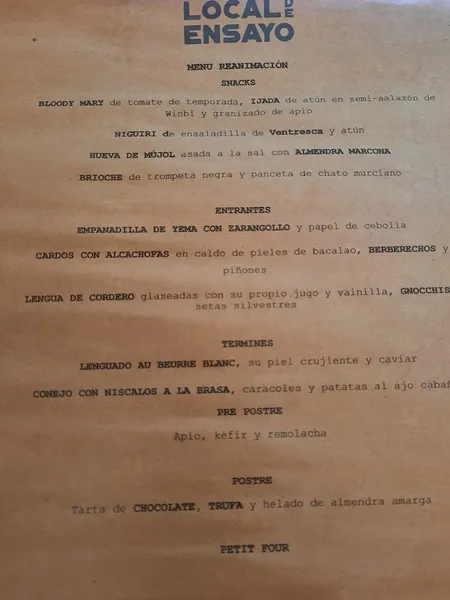 LOCAL DE
ENSAYO
MENU REANIMACIÓN
SNACKS
BLOODY MARY de tomate de temporada, IJADA de atún en semi-salazón de
Winbi y granizado de apio
NIGUIRI de ensaladilla de Ventresca y atún
HUEVA DE MÚJOL asada a la sal con ALMENDRA MARCONA
BRIOCHE de trompeta negra y panceta de chato murciano
ENTRANTES
EMPANADILLA DE YEMA CON ZARANGOLLO y papel de cebolla
CARDOS CON ALCACHOFAS en caldo de pieles de bacalao, BERBERECHOS y
piñones
LENGUA DE CORDERO glaseadas con su propio jugo y vainilla, GNOCCHIS
setas silvestres
TERMINES
LENGUADO AU BEURRE BLANC, su piel crujiente y caviar
CONEJO CON NISCALOS A LA BRASA, caracoles y patatas al ajo cabañ
PRE POSTRE
Apio, kéfir y remolacha
POSTRE
Tarta de CHOCOLATE, TRUFA y helado de almendra amarga
PETIT FOUR